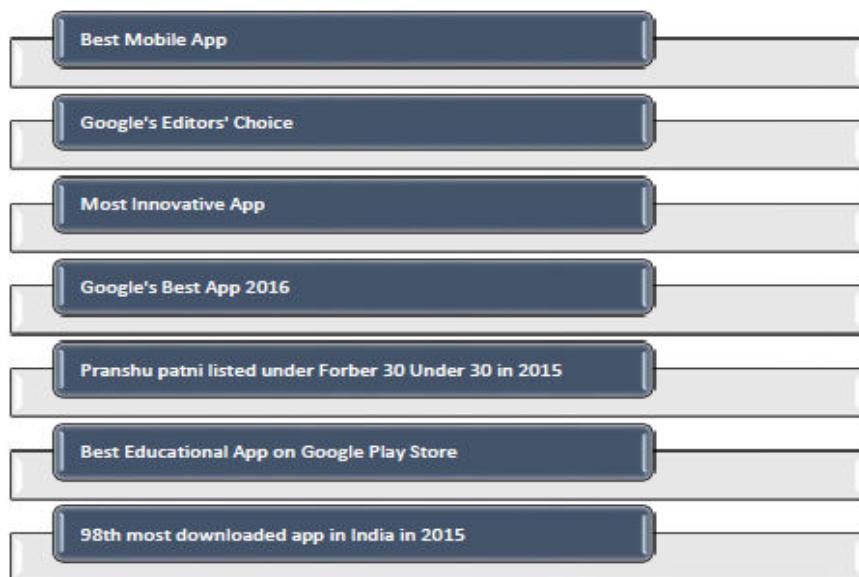 Best Mobile App
Google's Editors' Choice
Most Innovative App
Google's Best App 2016
Pranshu patni listed under Forber 30 Under 30 in 2015
Best Educational App on Google Play Store
98th most downloaded app in India in 2015